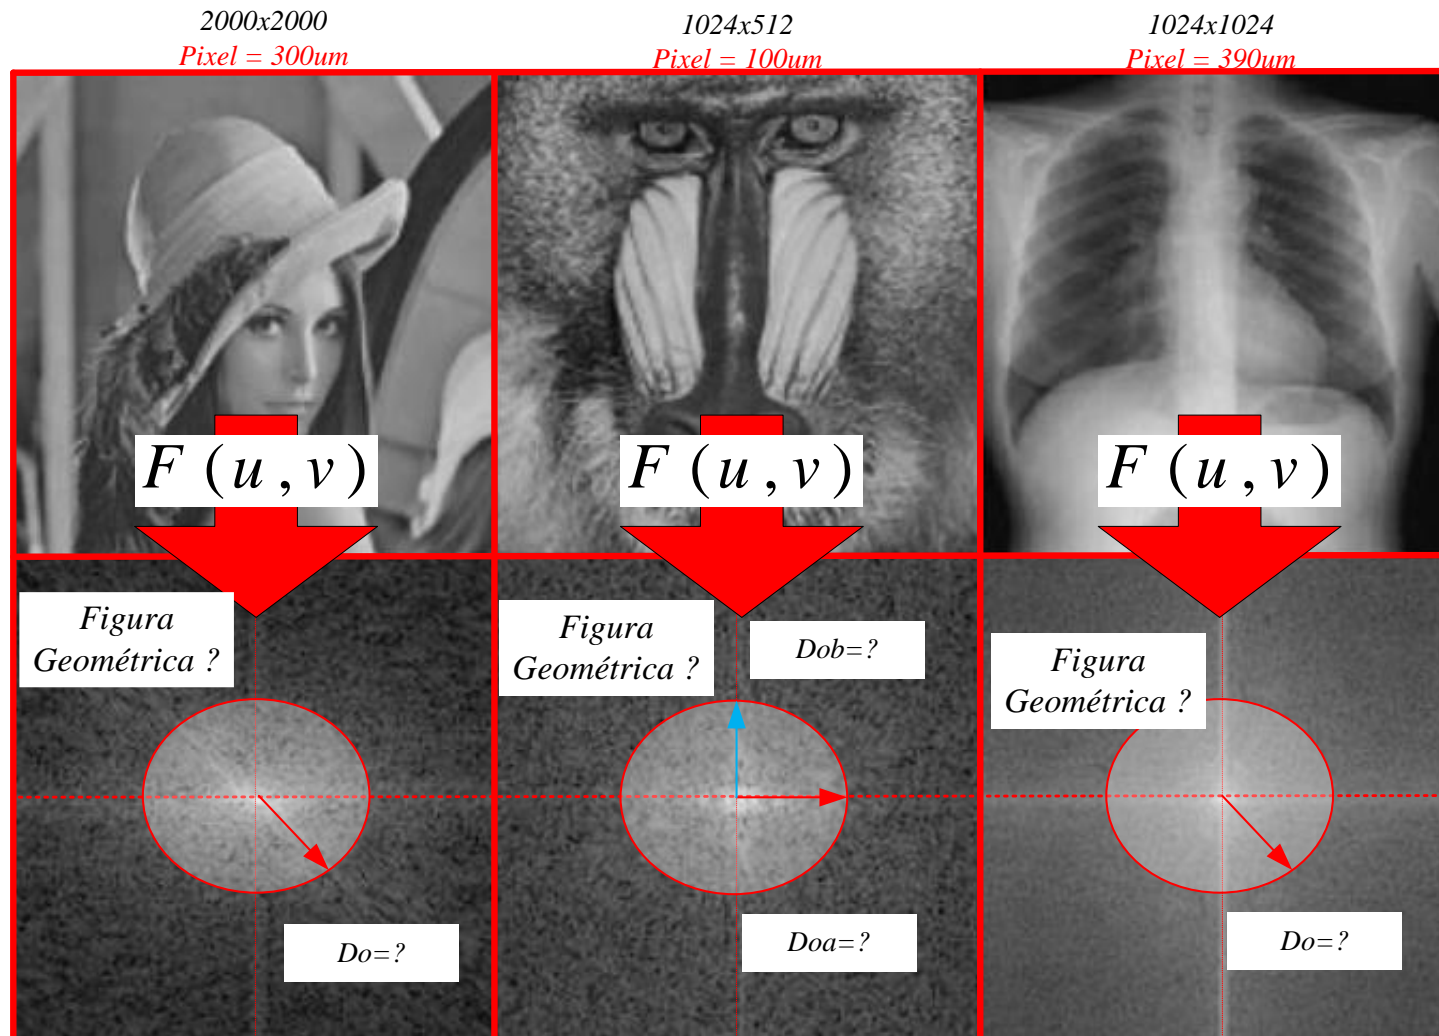 2000x2000
Pixel = 300um
1024x512
Pixel = 100um
1024x1024
Pixel = 390um
F (u , v)
F (u , v)
F (u , v)
Figura
Geométrica ?
Do=?
Figura
Geométrica ?
Dob=?
Doa=?
Figura
Geométrica ?
Do=?